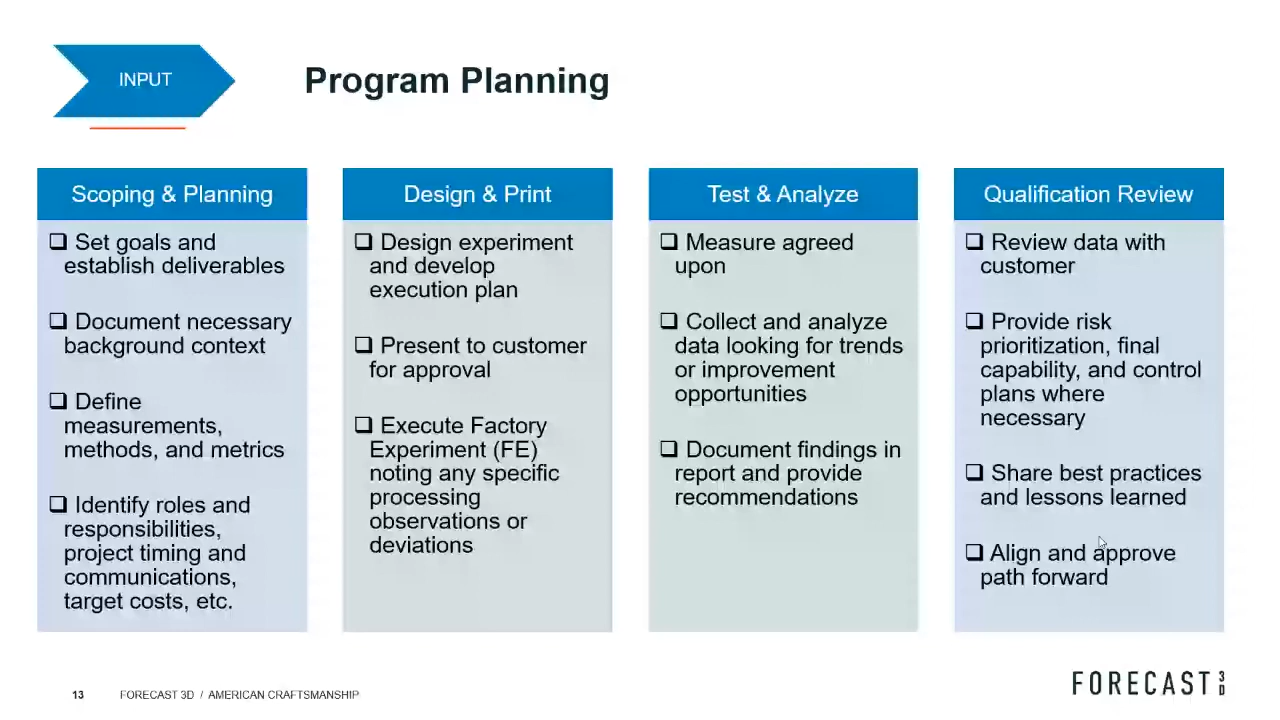 INPUT
Program Planning
Scoping & Planning
❑ Set goals and
establish deliverables
❑ Document necessary
background context
❑ Define
measurements,
methods, and metrics
❑ Identify roles and
responsibilities,
project timing and
communications,
target costs, etc.
Design & Print
❑ Design experiment
and develop
execution plan
❑ Present to customer
for approval
❑ Execute Factory
Experiment (FE)
noting any specific
processing
observations or
deviations
Test & Analyze
❑ Measure agreed
upon
❑ Collect and analyze
data looking for trends
or improvement
opportunities
❑ Document findings in
report and provide
recommendations
Qualification Review
❑ Review data with
customer
❑ Provide risk
prioritization, final
capability, and control
plans where
necessary
❑ Share best practices
and lessons learned
❑ Align and approve
path forward
13 FORECAST 3D / AMERICAN CRAFTSMANSHIP
FORECAST 3D